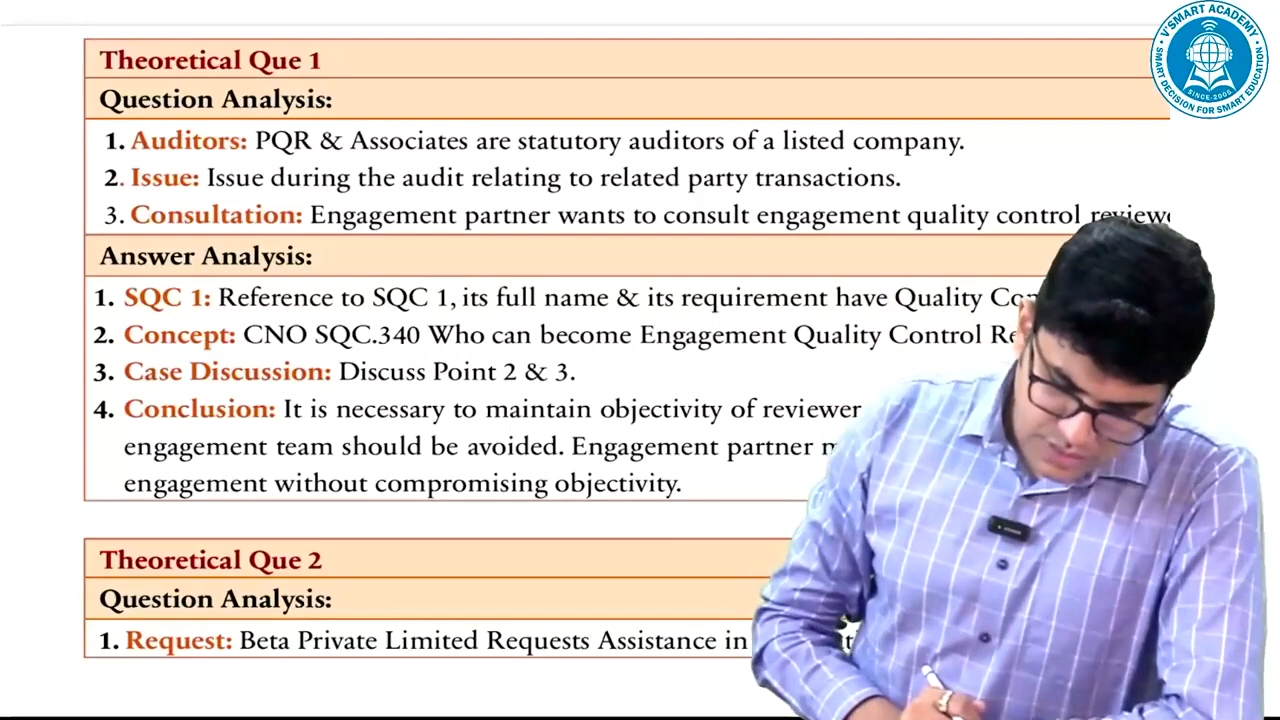 Theoretical Que 1
Question Analysis:
1. Auditors: PQR & Associates are statutory auditors of a listed company.
2. Issue: Issue during the audit relating to related party transactions.
3. Consultation: Engagement partner wants to consult engagement quality control
Answer Analysis:
1. SQC 1: Reference to SQC 1, its full name & its requirement have Quality
2. Concept: CNO SQC.340 Who can become Engagement Quality Control
3. Case Discussion: Discuss Point 2 & 3.
4. Conclusion: It is necessary to maintain objectivity of reviewer
engagement team should be avoided. Engagement partner
engagement without compromising objectivity.
Theoretical Que 2
Question Analysis:
1. Request: Beta Private Limited Requests Assistance in
V'SMART ACADEMY
SINCE-2005
SMART DECISION FOR SMART EDUCATION